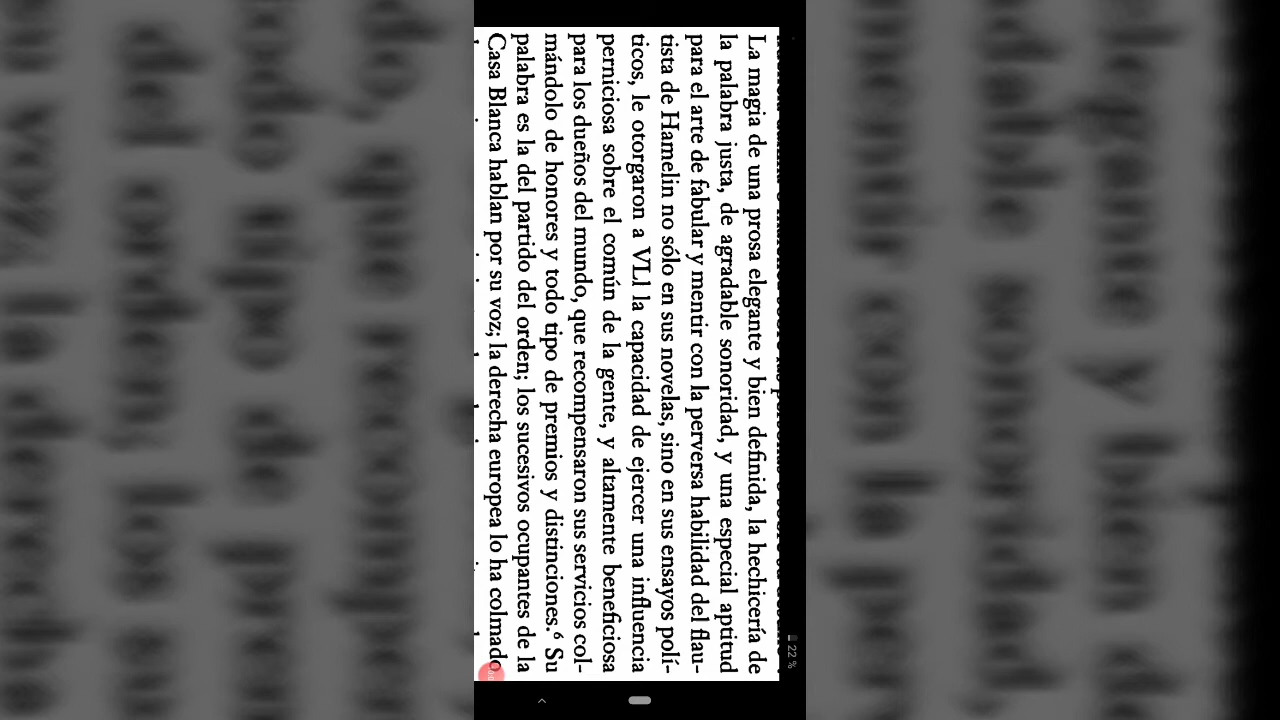 La magia de una prosa elegante y bien definida, la hechicería de
la palabra justa, de agradable sonoridad, y una especial aptitud
para el arte de fabular y mentir con la perversa habilidad del flau-
tista de Hamelin no sólo en sus novelas, sino en sus ensayos polí-
ticos, le otorgaron a VLl la capacidad de ejercer una influencia
perniciosa sobre el común de la gente, y altamente beneficiosa
para los dueños del mundo, que recompensaron sus servicios col-
mándolo de honores y todo tipo de premios y distinciones.⁶ Su
palabra es la del partido del orden; los sucesivos ocupantes de la
Casa Blanca hablan por su voz; la derecha europea lo ha colmado
22 %